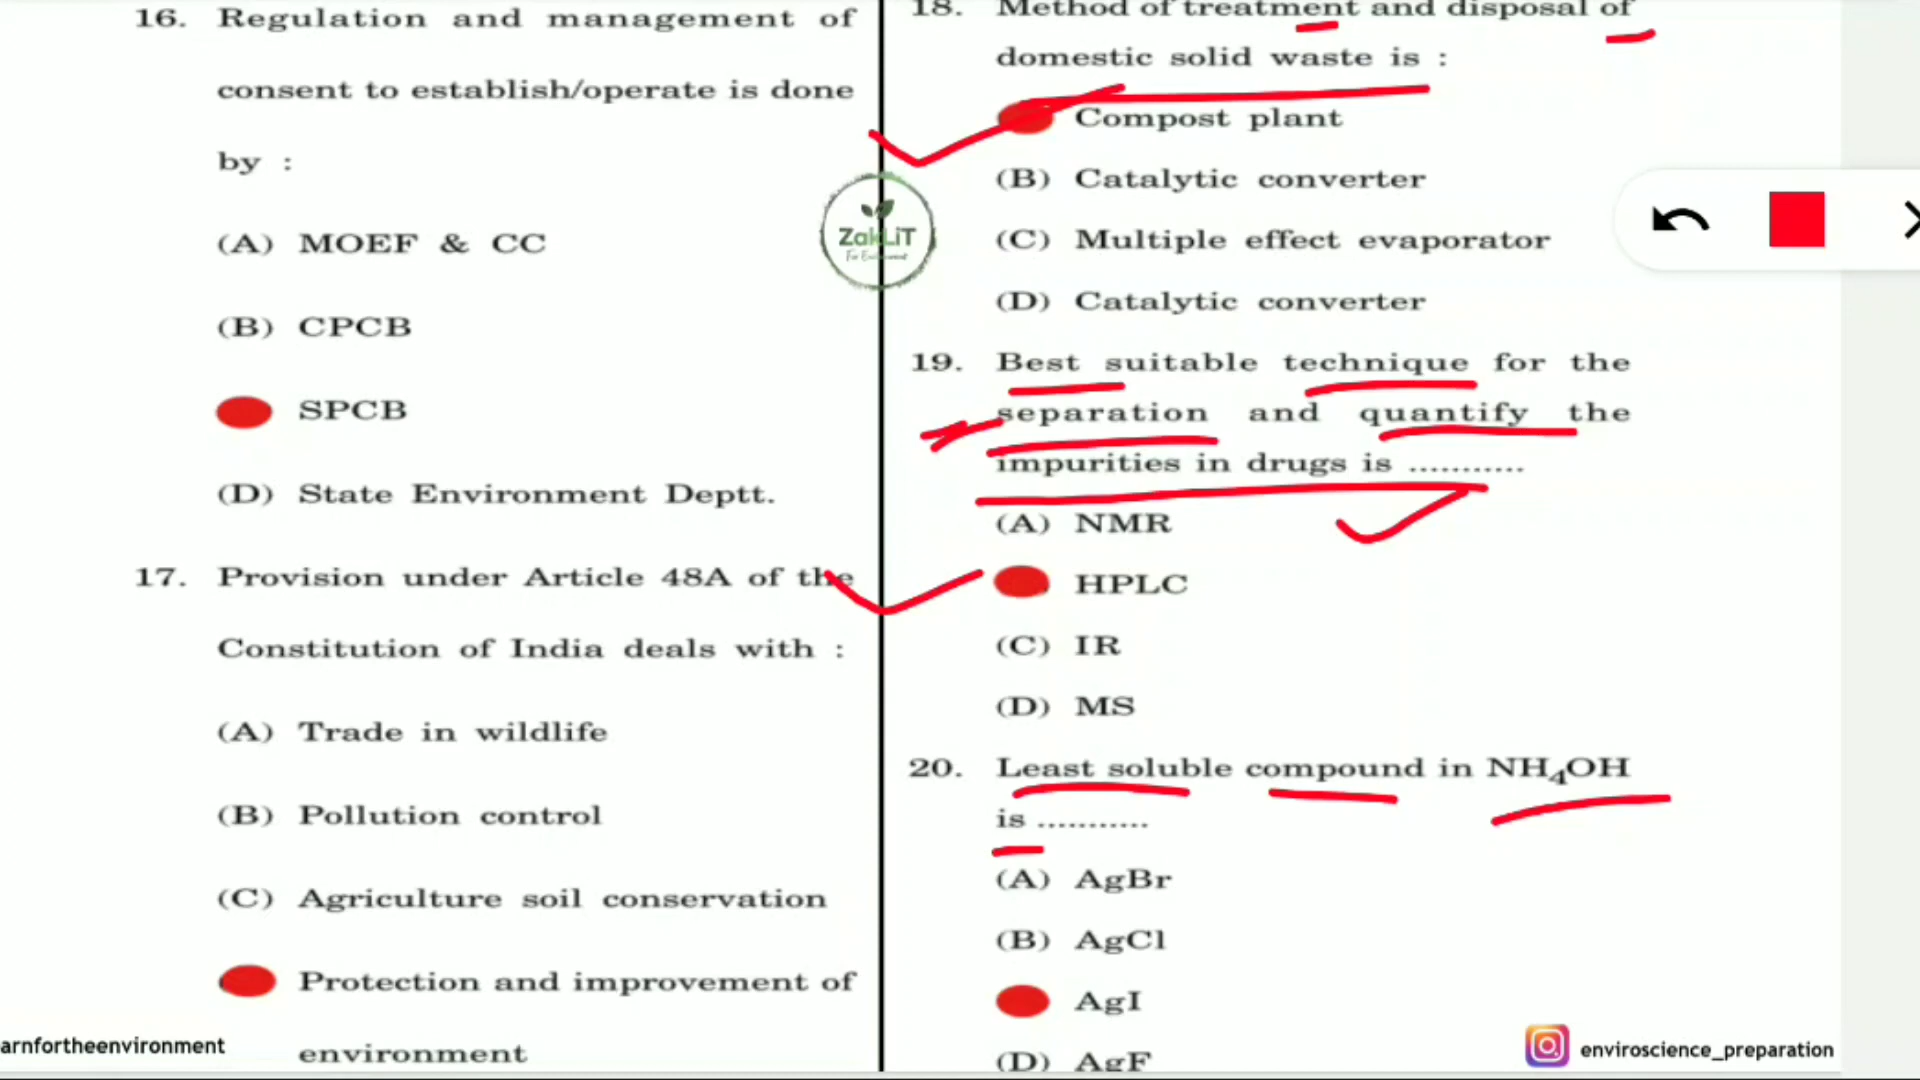 16. Regulation and management of
consent to establish/operate is done
by :
(A) MOEF & CC
(B) CPCB
SPCB
(D) State Environment Deptt.
17. Provision under Article 48A of the
Constitution of India deals with :
(A) Trade in wildlife
(B) Pollution control
(C) Agriculture soil conservation
Protection and improvement of
environment
arnfortheenvironment
ZakLiT
For Environment
18. Method of treatment and disposal of
domestic solid waste is :
Compost plant
(B) Catalytic converter
(C) Multiple effect evaporator
(D) Catalytic converter
19. Best suitable technique for the
separation and quantify the
impurities in drugs is ...........
(A) NMR
HPLC
(C) IR
(D) MS
20. Least soluble compound in NH₄OH
is ...........
(A) AgBr
(B) AgCl
AgI
(D) AgF
enviroscience_preparation